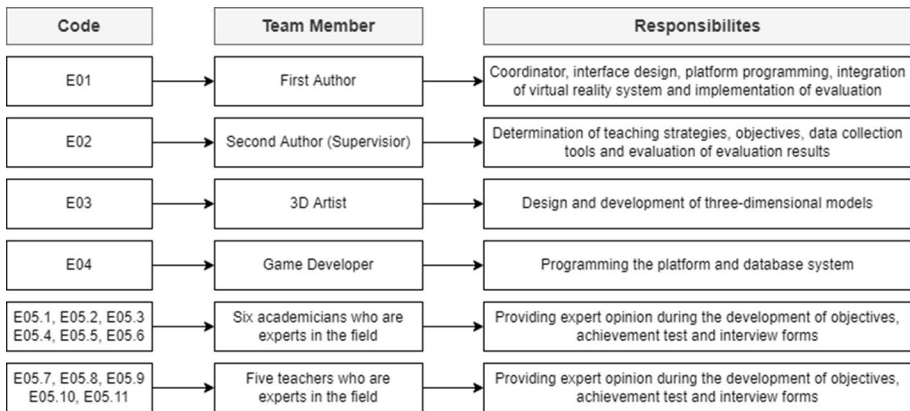 Code Team Member Responsibilites
E01 First Author Coordinator, interface design, platform programming, integration
of virtual reality system and implementation of evaluation
E02 Second Author (Supervisior) Determination of teaching strategies, objectives, data collection
tools and evaluation of evaluation results
E03 3D Artist Design and development of three-dimensional models
E04 Game Developer Programming the platform and database system
E05.1, E05.2, E05.3
E05.4, E05.5, E05.6
Six academicians who are
experts in the field
Providing expert opinion during the development of objectives,
achievement test and interview forms
E05.7, E05.8, E05.9
E05.10, E05.11
Five teachers who are
experts in the field
Providing expert opinion during the development of objectives,
achievement test and interview forms